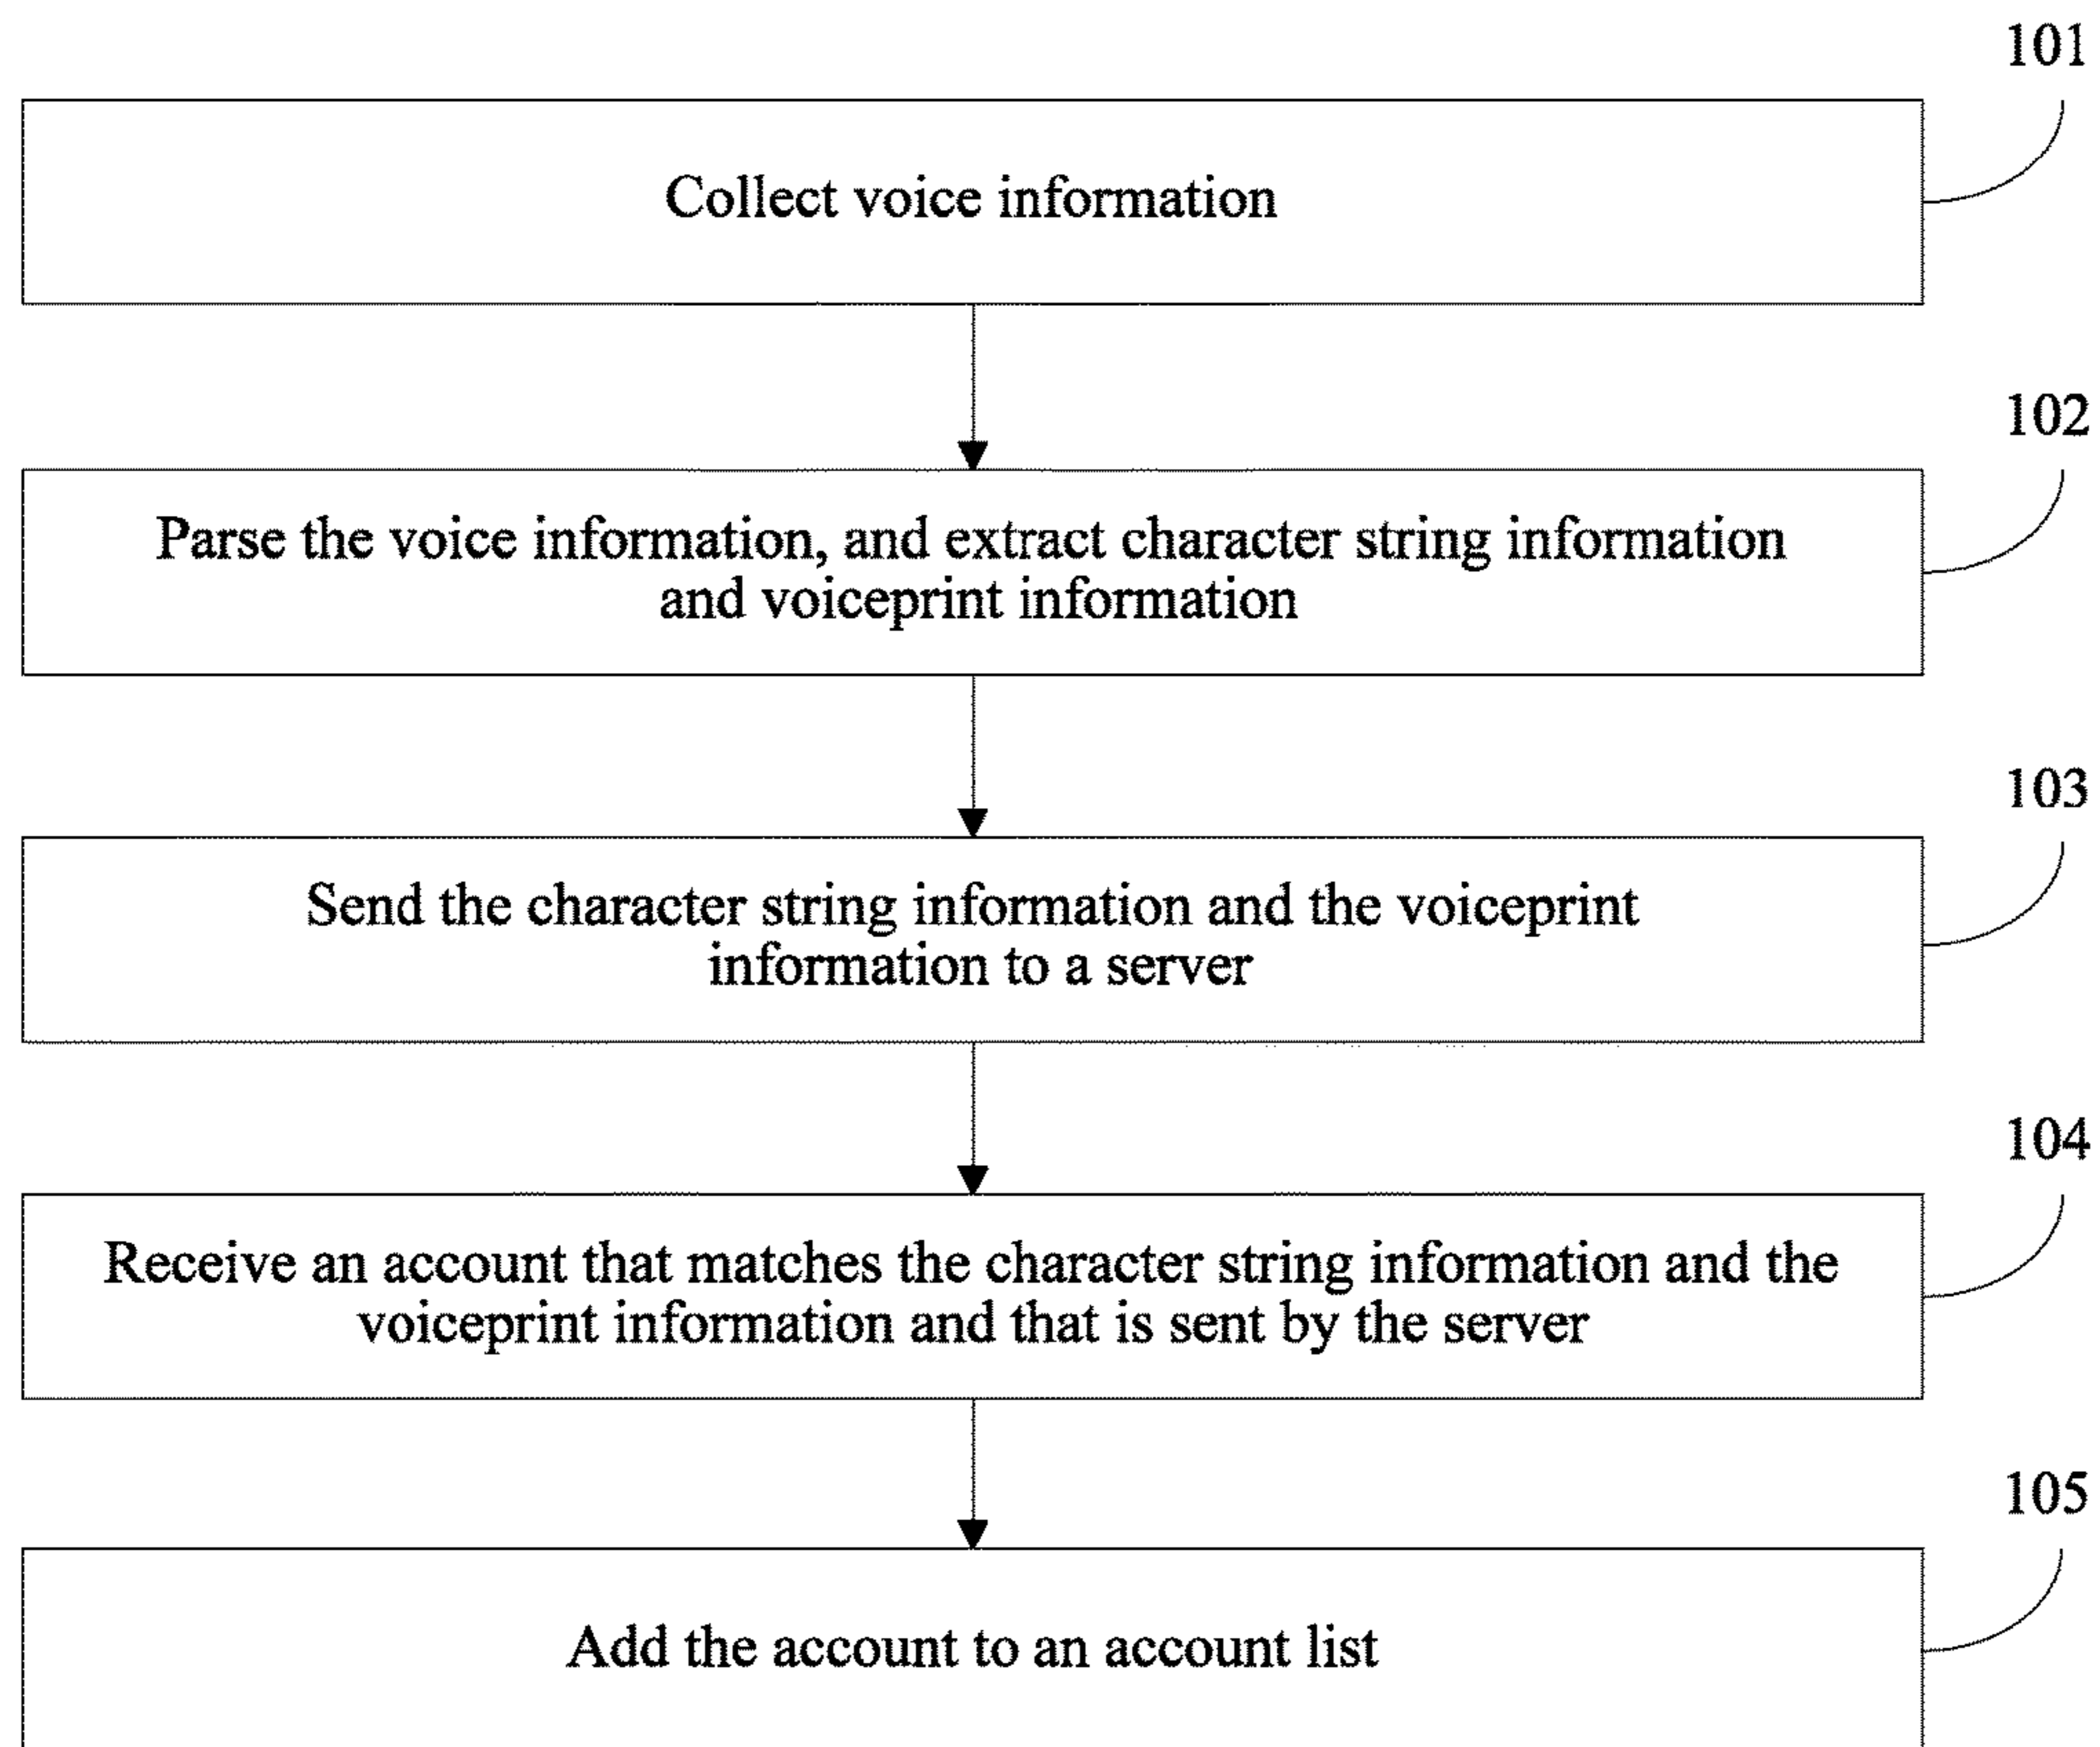 101
Collect voice information
102
Parse the voice information, and extract character string information
and voiceprint information
103
Send the character string information and the voiceprint
information to a server
104
Receive an account that matches the character string information and the
voiceprint information and that is sent by the server
105
Add the account to an account list